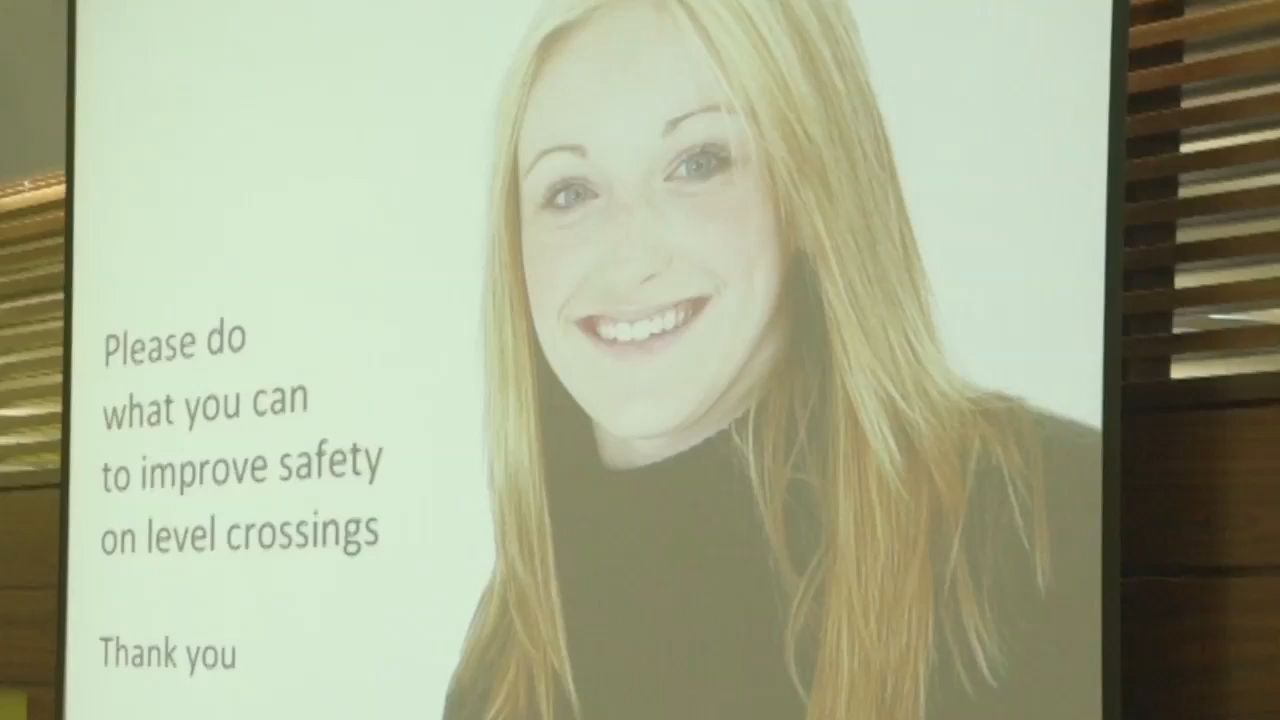 Please do
what you can
to improve safety
on level crossings
Thank you